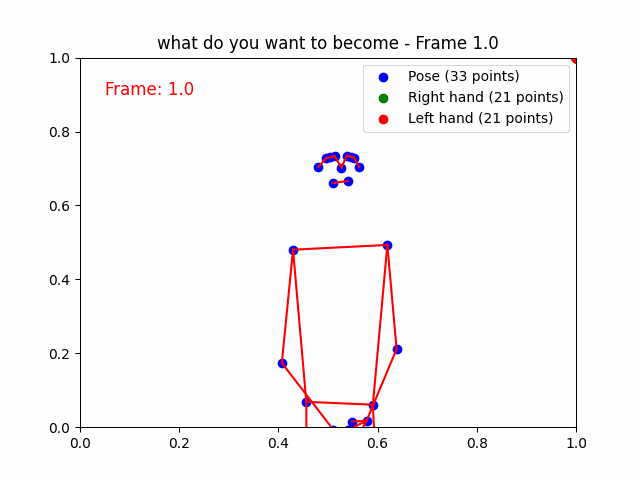 what do you want to become - Frame 1.0
Frame: 1.0
Pose (33 points)
Right hand (21 points)
Left hand (21 points)
1.0
0.8
0.6
0.4
0.2
0.0
0.0 0.2 0.4 0.6 0.8 1.0